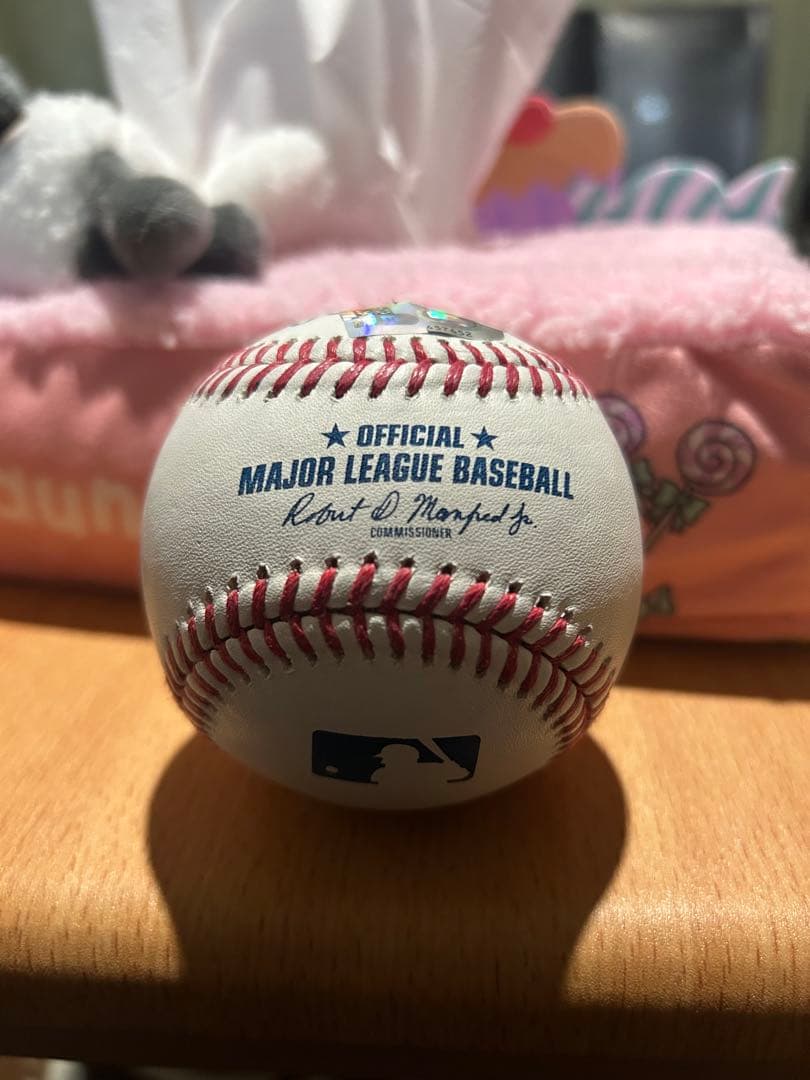 ★ OFFICIAL ★
MAJOR LEAGUE BASEBALL
Robert D Manfred Jr.
COMMISSIONER